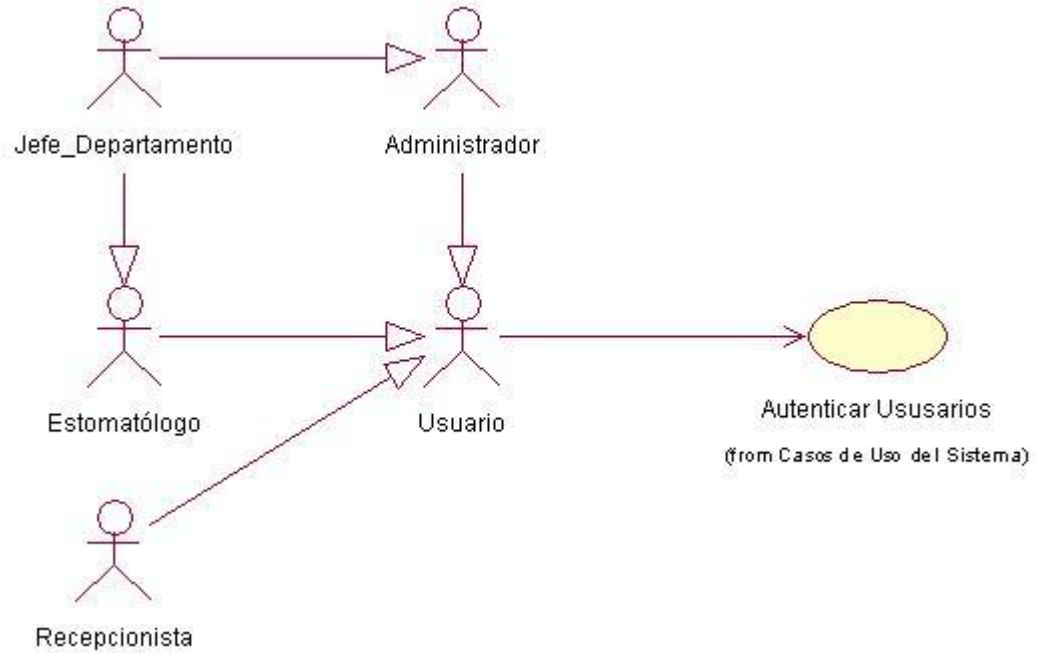 Jefe_Departamento
Administrador
Estomatólogo
Usuario
Autenticar Ususarios
(from Casos de Uso del Sistema)
Recepcionista